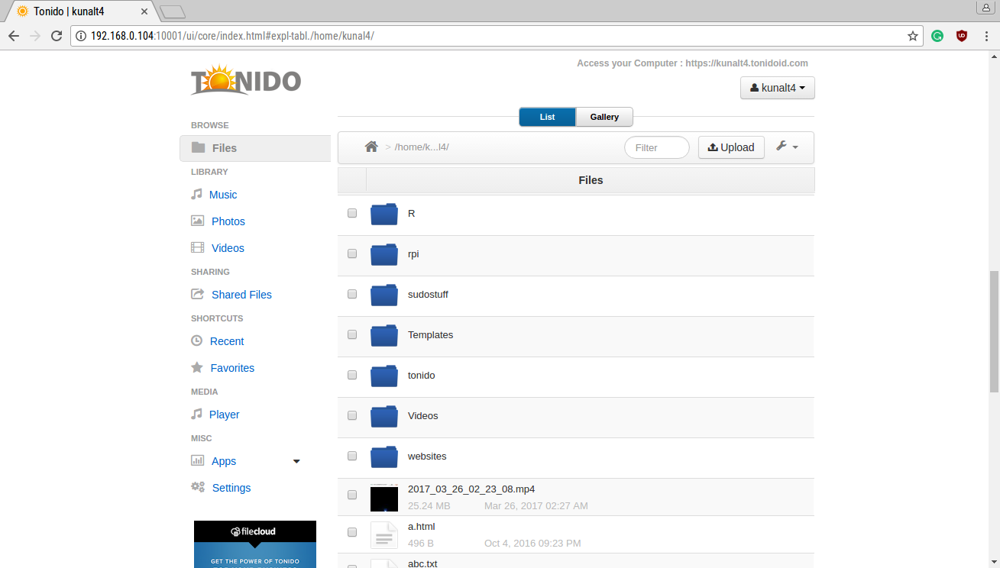 Tonido | kunalt4
192.168.0.104:10001/ui/core/index.html#expl-tabl./home/kunal4/
Access your Computer : https://kunalt4.tonidoid.com
TONIDO
kunalt4
List
Gallery
BROWSE
Files
LIBRARY
Music
Photos
Videos
SHARING
Shared Files
SHORTCUTS
Recent
Favorites
MEDIA
Player
MISC
Apps
Settings
filecloud
GET THE POWER OF TONIDO
> /home/k...l4/
Filter
Upload
Files
R
rpi
sudostuff
Templates
tonido
Videos
websites
2017_03_26_02_23_08.mp4
25.24 MB Mar 26, 2017 02:27 AM
a.html
496 B Oct 4, 2016 09:23 PM
abc.txt